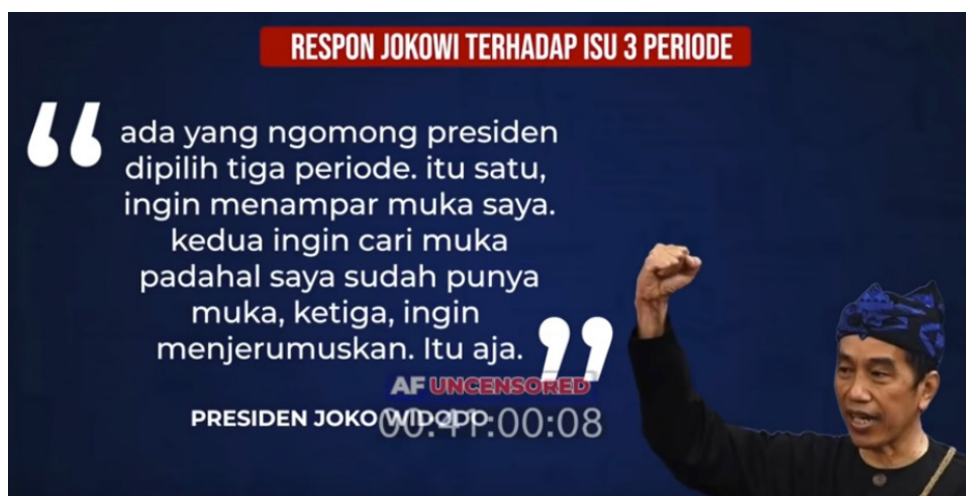 RESPON JOKOWI TERHADAP ISU 3 PERIODE
“ ada yang ngomong presiden
dipilih tiga periode. itu satu,
ingin menampar muka saya.
kedua ingin cari muka
padahal saya sudah punya
muka, ketiga, ingin
menjerumuskan. Itu aja. ”
AF UNCENSORED
PRESIDEN JOKO WIDODO
00:41:00:08